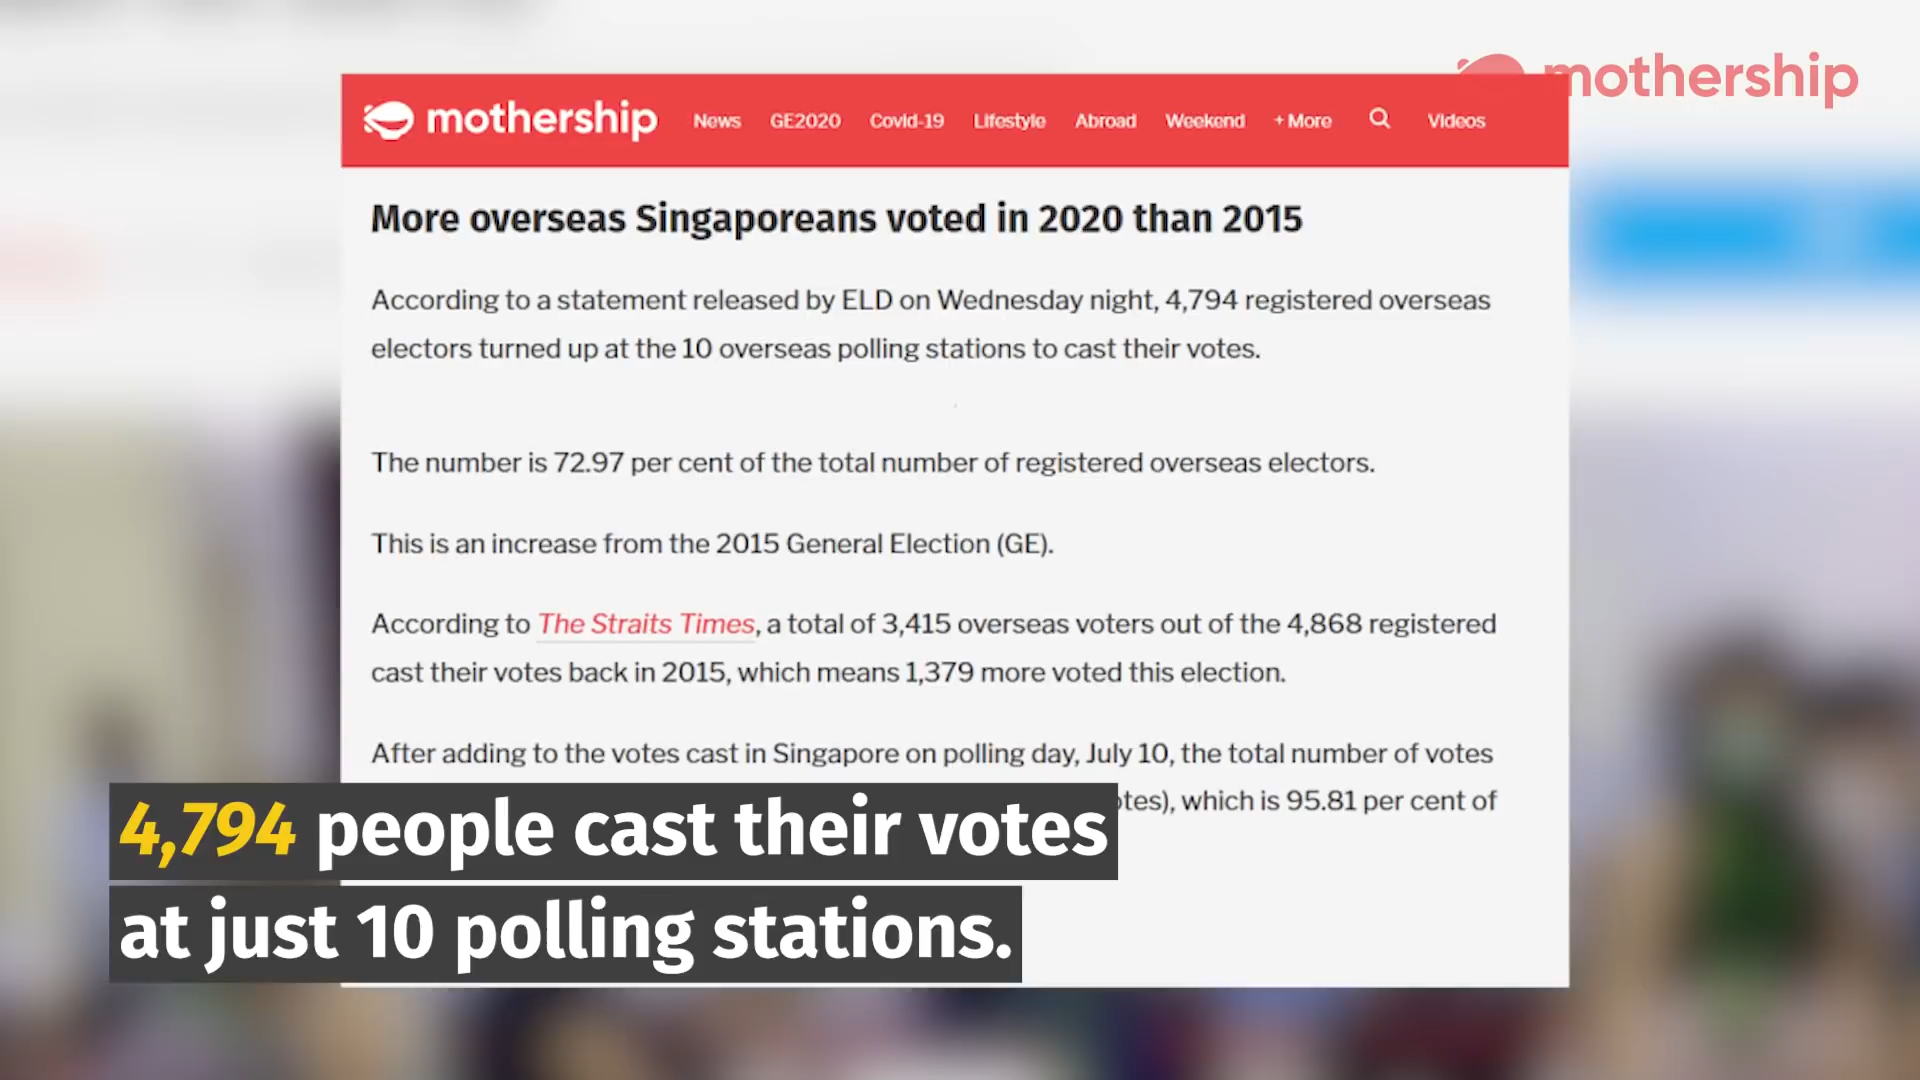 mothership
mothership News GE2020 Covid-19 Lifestyle Abroad Weekend + More Videos
More overseas Singaporeans voted in 2020 than 2015
According to a statement released by ELD on Wednesday night, 4,794 registered overseas
electors turned up at the 10 overseas polling stations to cast their votes.
The number is 72.97 per cent of the total number of registered overseas electors.
This is an increase from the 2015 General Election (GE).
According to The Straits Times, a total of 3,415 overseas voters out of the 4,868 registered
cast their votes back in 2015, which means 1,379 more voted this election.
After adding to the votes cast in Singapore on polling day, July 10, the total number of votes
which is 95.81 per cent of
4,794 people cast their votes
at just 10 polling stations.